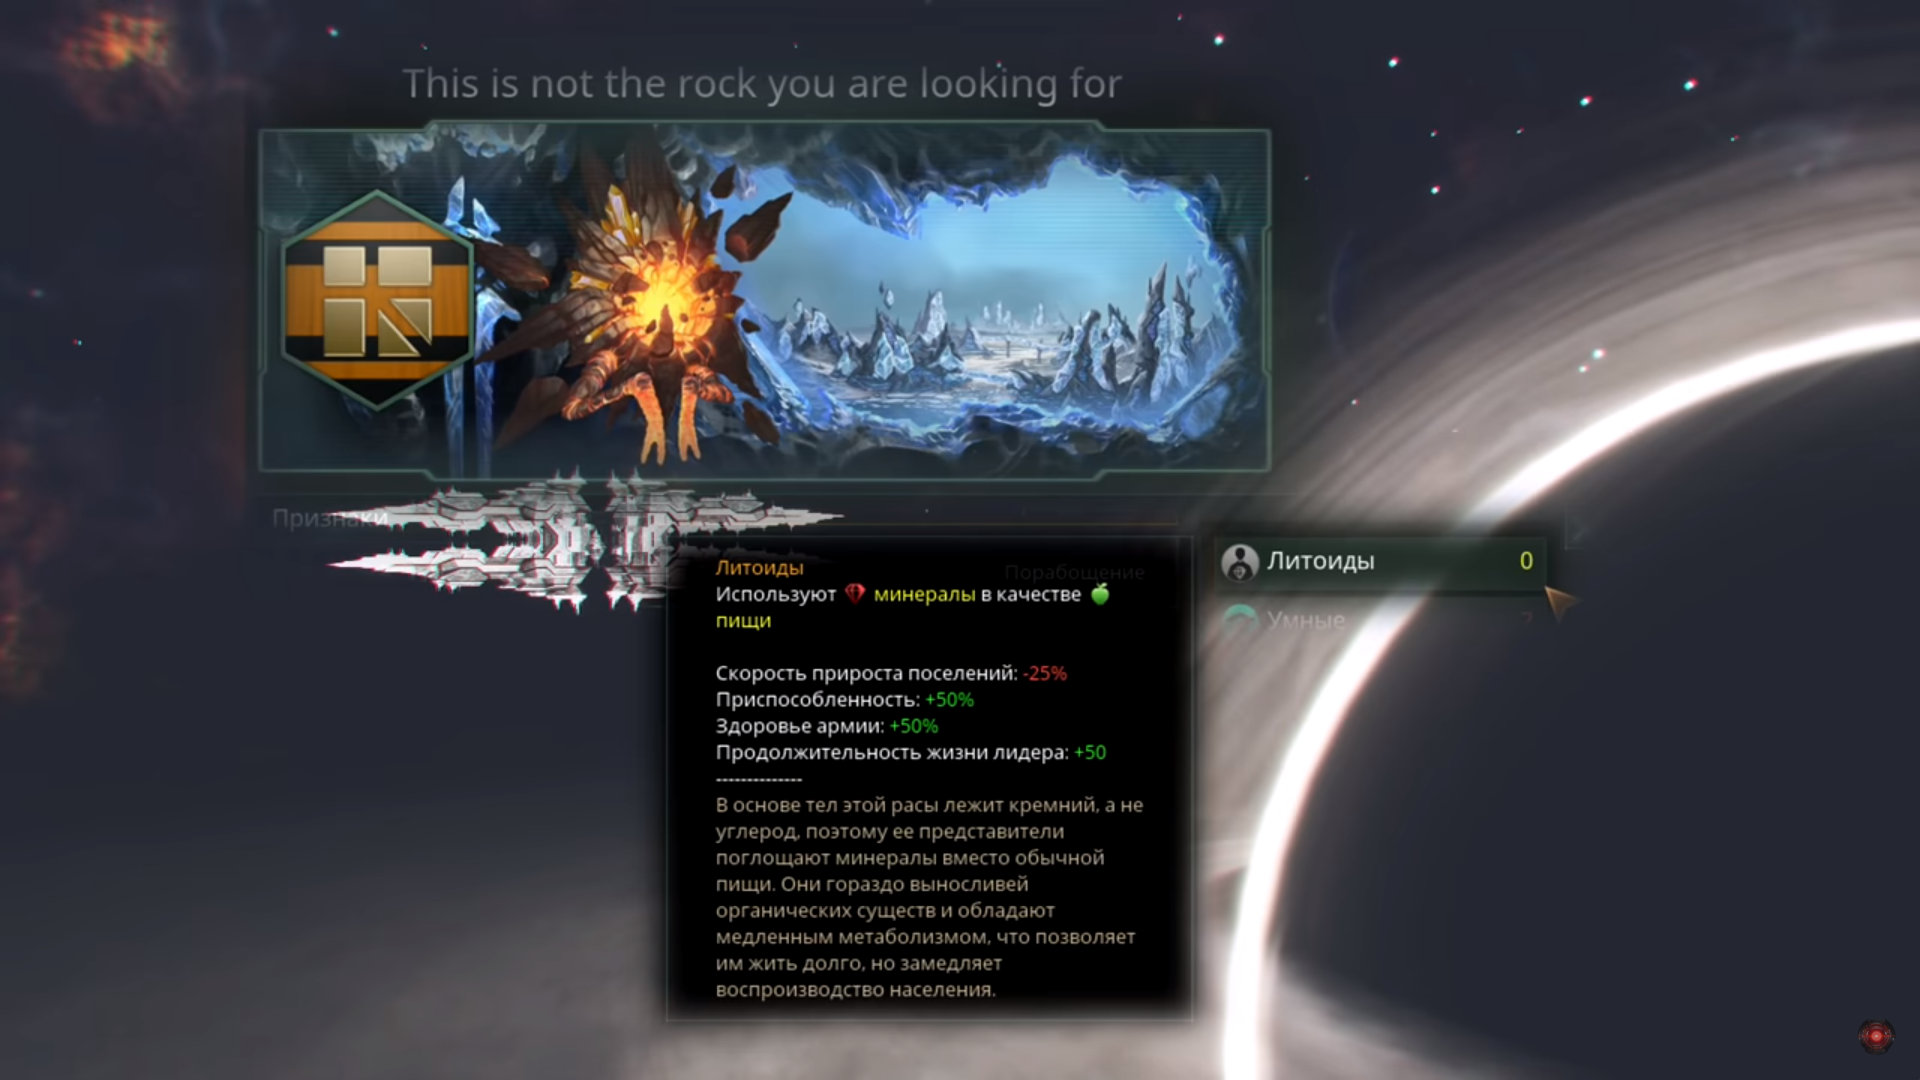 This is not the rock you are looking for
Признаки
Порабощение
Литоиды
Используют минералы в качестве
пищи
Скорость прироста поселений: -25%
Приспособленность: +50%
Здоровье армии: +50%
Продолжительность жизни лидера: +50
--------------
В основе тел этой расы лежит кремний, а не
углерод, поэтому ее представители
поглощают минералы вместо обычной
пищи. Они гораздо выносливей
органических существ и обладают
медленным метаболизмом, что позволяет
им жить долго, но замедляет
воспроизводство населения.
Литоиды 0
Умные